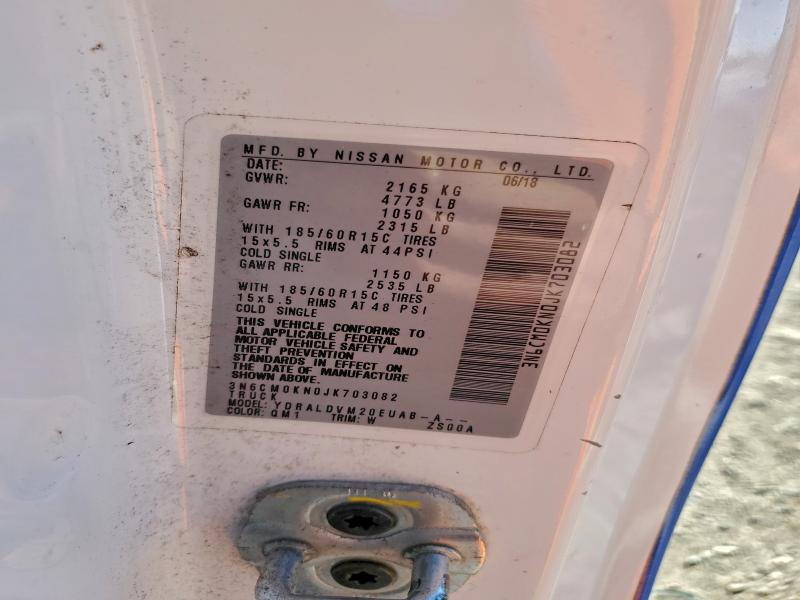 MFD. BY NISSAN MOTOR CO., LTD.
DATE: 06/18
GVWR: 2165 KG
4773 LB
GAWR FR: 1050 KG
2315 LB
WITH 185/60R15C TIRES
15x5.5 RIMS AT 44PSI
COLD SINGLE
GAWR RR: 1150 KG
2535 LB
WITH 185/60R15C TIRES
15x5.5 RIMS AT 48 PSI
COLD SINGLE
THIS VEHICLE CONFORMS TO
ALL APPLICABLE FEDERAL
MOTOR VEHICLE SAFETY AND
THEFT PREVENTION
STANDARDS IN EFFECT ON
THE DATE OF MANUFACTURE
SHOWN ABOVE.
3N6CM0KN0JK703082
TRUCK
MODEL: YDRALDVM20EUAB-A--
COLOR: QM1 TRIM: W ZS00A
3N6CM0KN0JK703082